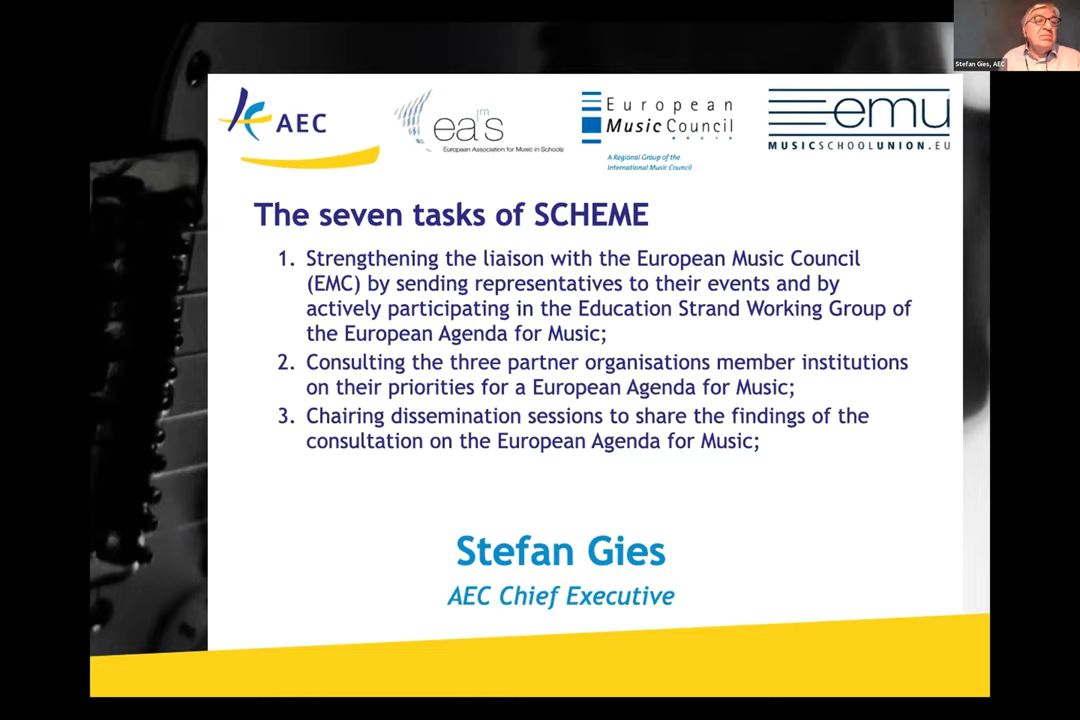 Stefan Gies, AEC
AEC
eas
European Association for Music in Schools
European
Music Council
A Regional Group of the
International Music Council
emu
MUSICSCHOOLUNION.EU
The seven tasks of SCHEME
1. Strengthening the liaison with the European Music Council
(EMC) by sending representatives to their events and by
actively participating in the Education Strand Working Group of
the European Agenda for Music;
2. Consulting the three partner organisations member institutions
on their priorities for a European Agenda for Music;
3. Chairing dissemination sessions to share the findings of the
consultation on the European Agenda for Music;
Stefan Gies
AEC Chief Executive